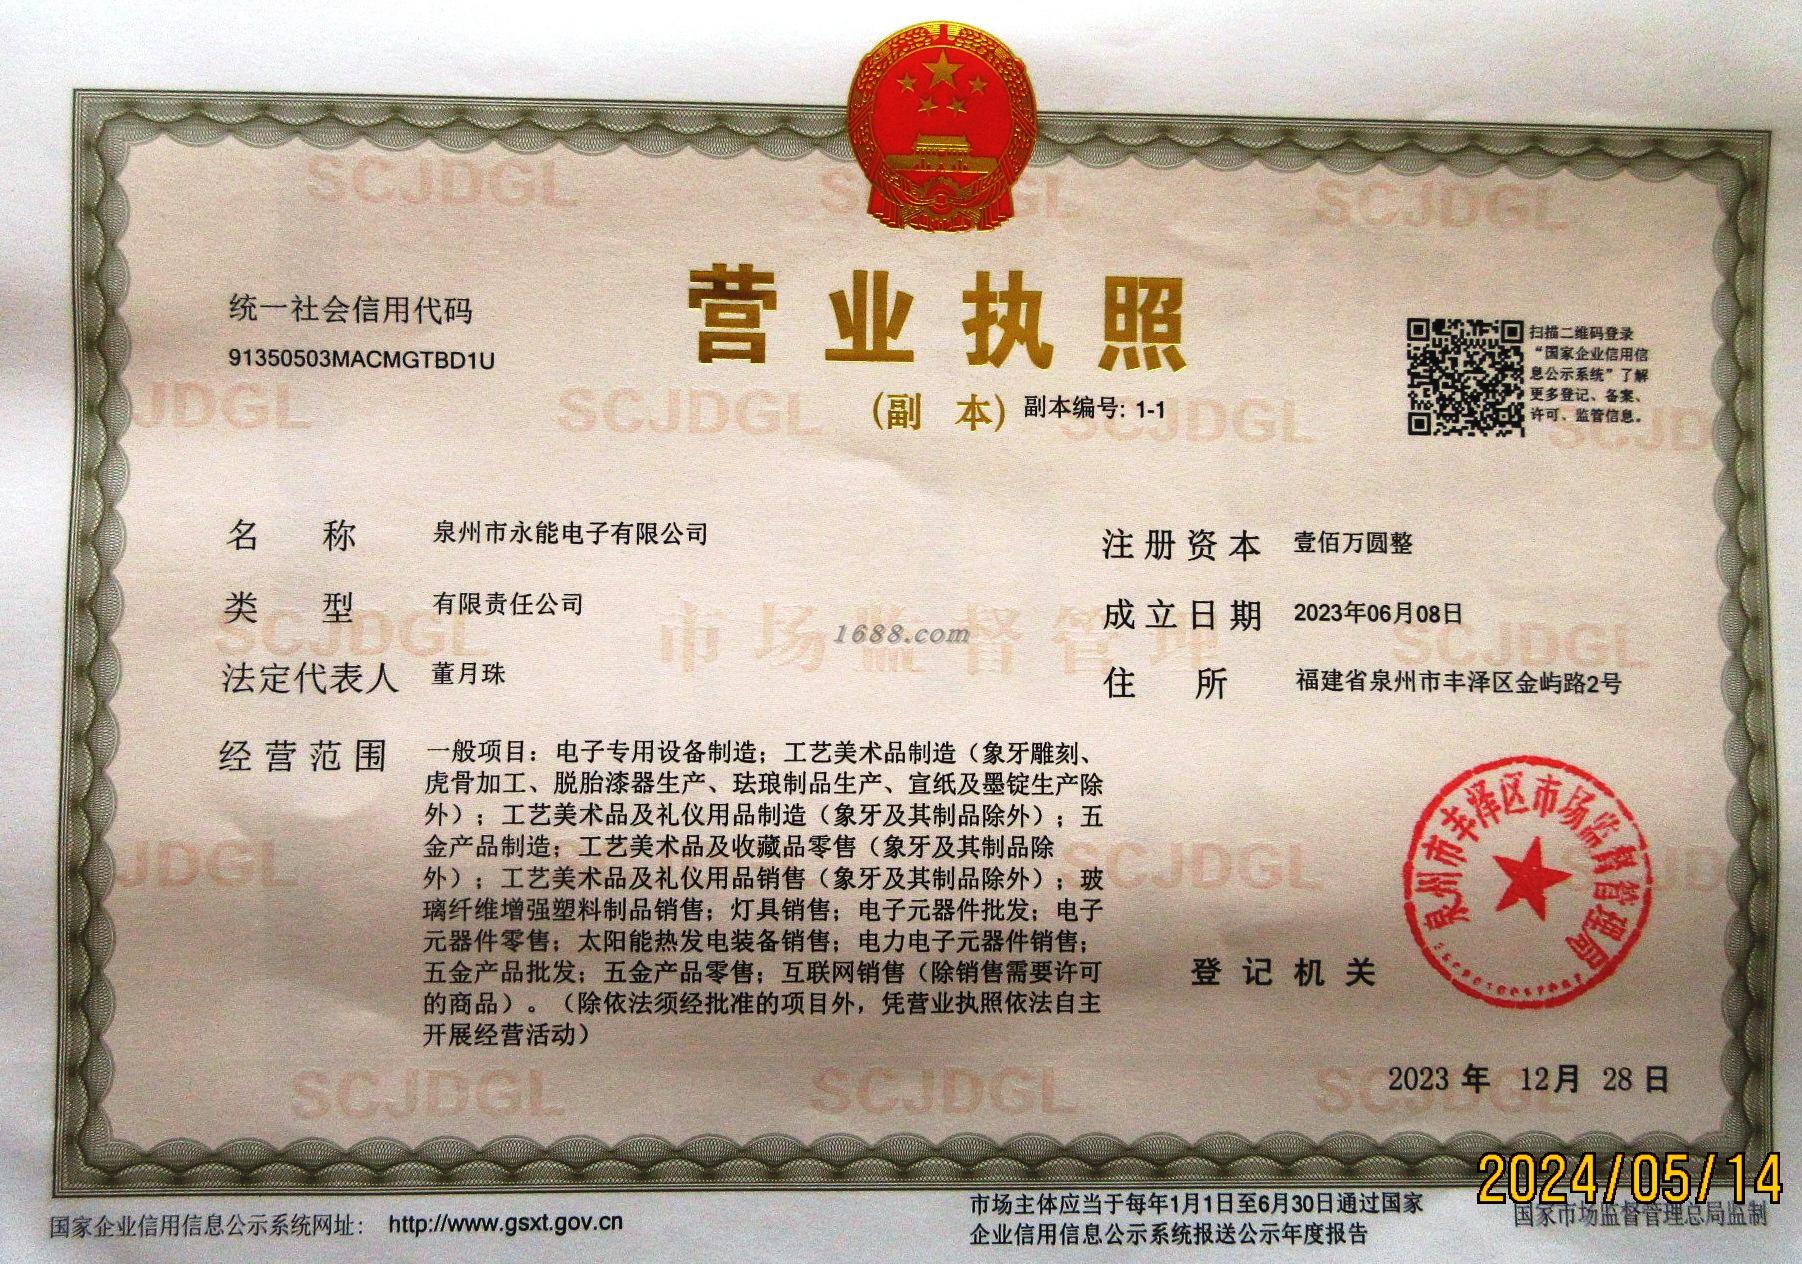 SCJDGL SCJDGL SCJDGL
营业执照
(副 本) 副本编号: 1-1
统一社会信用代码
91350503MACMGTBD1U
扫描二维码登录
“国家企业信用信
息公示系统”了解
更多登记、备案、
许可、监管信息。
JDGL SCJDGL SCJDGL SCJD
名 称 泉州市永能电子有限公司
类 型 有限责任公司
法定代表人 董月珠
经营范围 一般项目：电子专用设备制造；工艺美术品制造（象牙雕刻、
虎骨加工、脱胎漆器生产、珐琅制品生产、宣纸及墨锭生产除
外）；工艺美术品及礼仪用品制造（象牙及其制品除外）；五
金产品制造；工艺美术品及收藏品零售（象牙及其制品除
外）；工艺美术品及礼仪用品销售（象牙及其制品除外）；玻
璃纤维增强塑料制品销售；灯具销售；电子元器件批发；电子
元器件零售；太阳能热发电装备销售；电力电子元器件销售；
五金产品批发；五金产品零售；互联网销售（除销售需要许可
的商品）。（除依法须经批准的项目外，凭营业执照依法自主
开展经营活动）
注册资本 壹佰万圆整
成立日期 2023年06月08日
住 所 福建省泉州市丰泽区金屿路2号
SCJDGL 市场监督管理 SCJDGL
1688.com
JDGL SCJDGL SCJD
登记机关
泉州市丰泽区市场监督管理局
2023 年 12月 28 日
SCJDGL SCJDGL SCJDGL
2024/05/14
国家企业信用信息公示系统网址： http://www.gsxt.gov.cn
市场主体应当于每年1月1日至6月30日通过国家
企业信用信息公示系统报送公示年度报告
国家市场监督管理总局监制